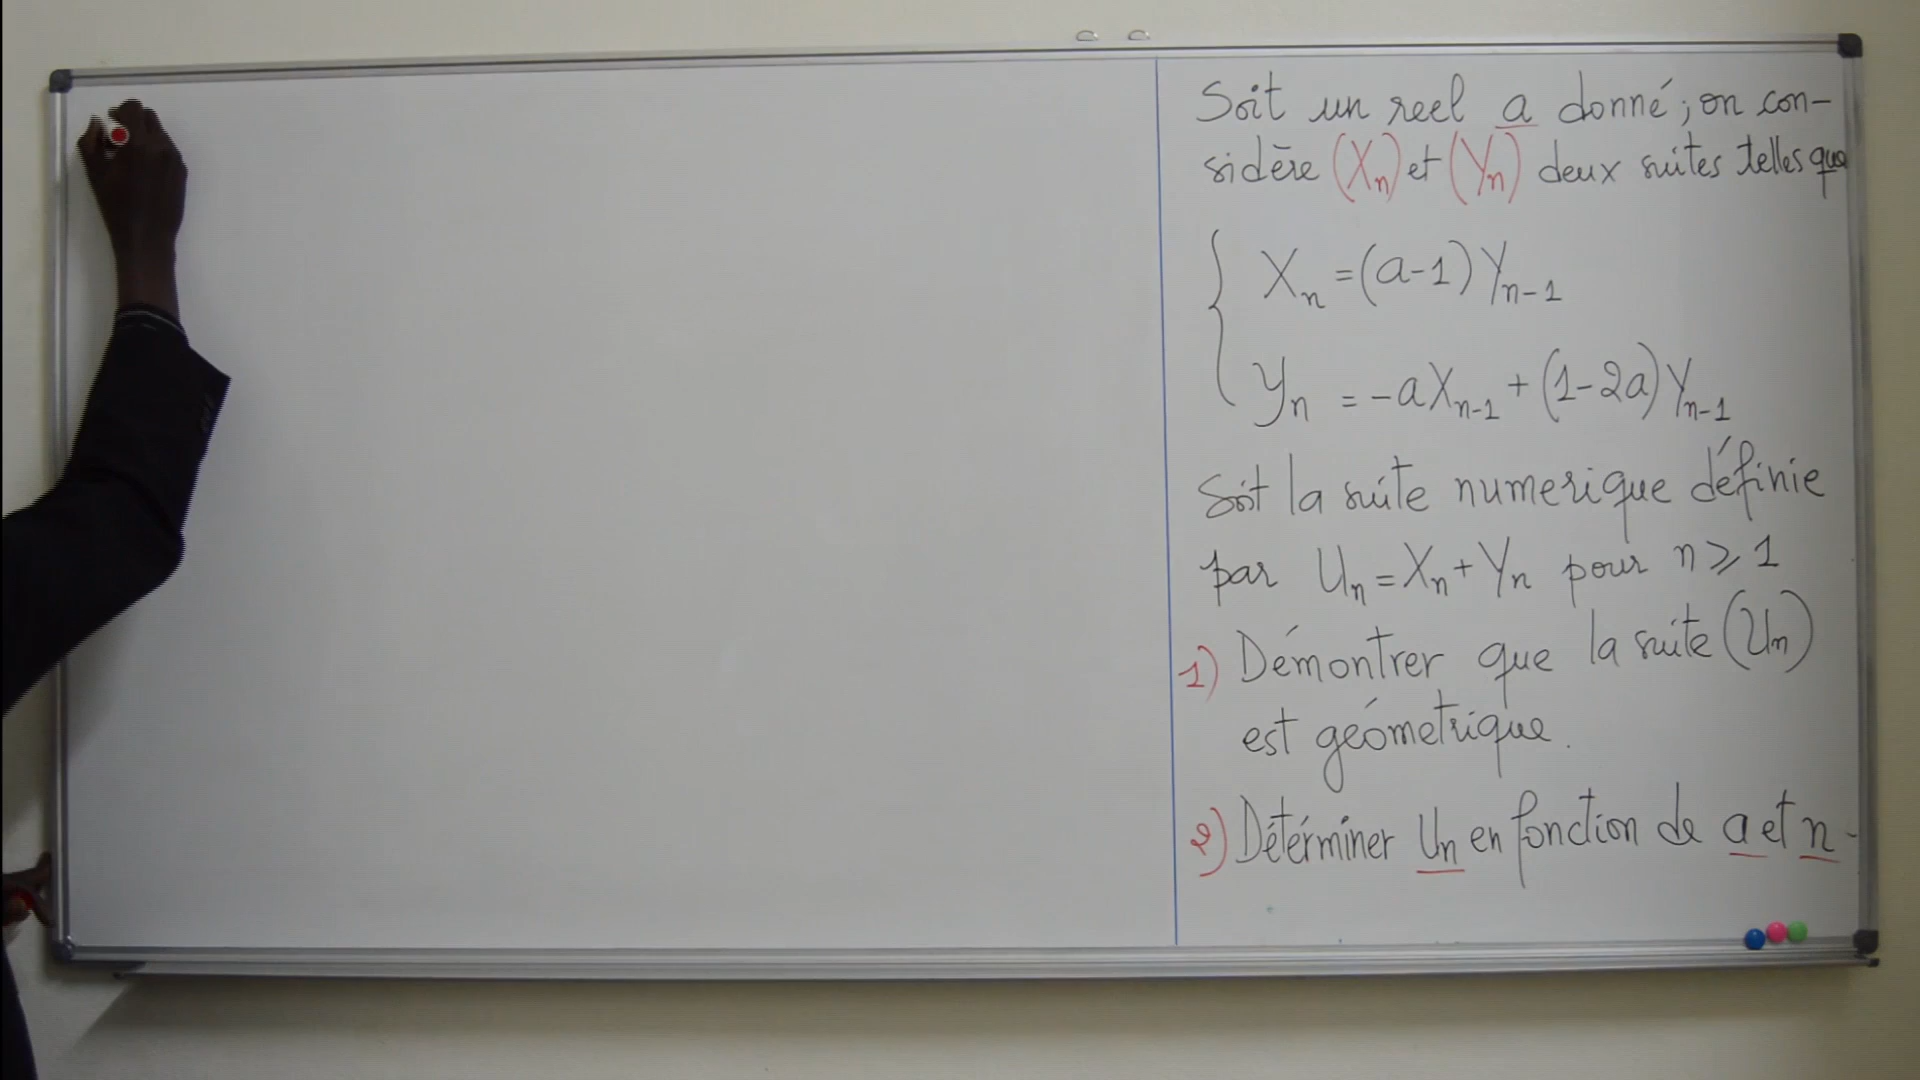 Soit un reel a donné; on con-
sidère (Xn) et (Yn) deux suites telles que
Xn = (a-1)Yn-1
Yn = -aXn-1 + (1-2a)Yn-1
Soit la suite numerique définie
par Un = Xn + Yn pour n ⩾ 1
1) Démontrer que la suite (Un)
est géométrique.
2) Détérminer Un en fonction de a et n.